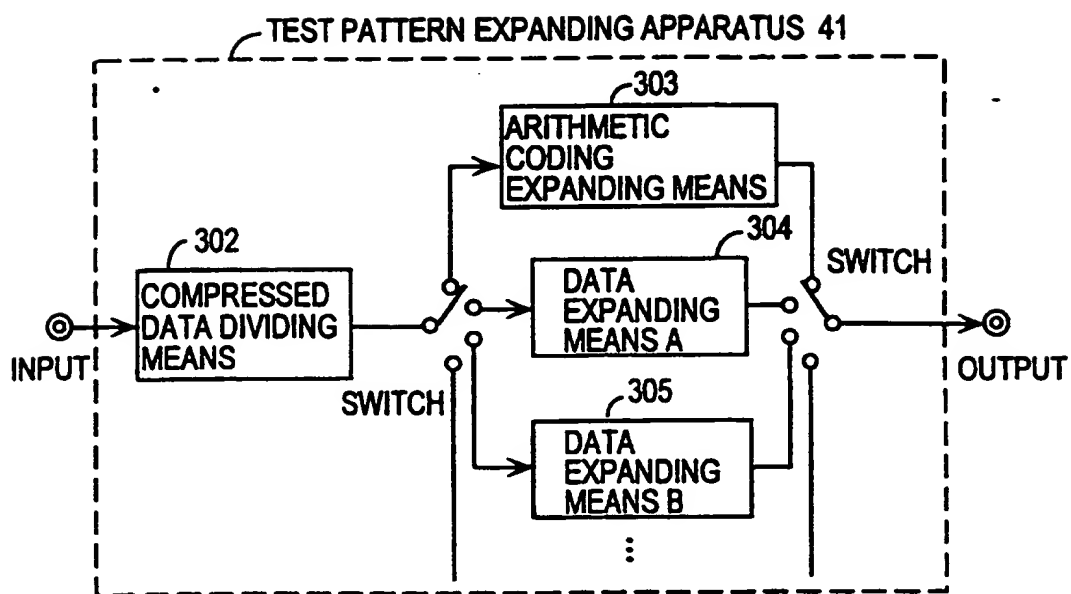 TEST PATTERN EXPANDING APPARATUS 41
303
ARITHMETIC
CODING
EXPANDING MEANS
302
COMPRESSED
DATA DIVIDING
MEANS
304
DATA
EXPANDING
MEANS A
SWITCH
INPUT
OUTPUT
SWITCH
305
DATA
EXPANDING
MEANS B